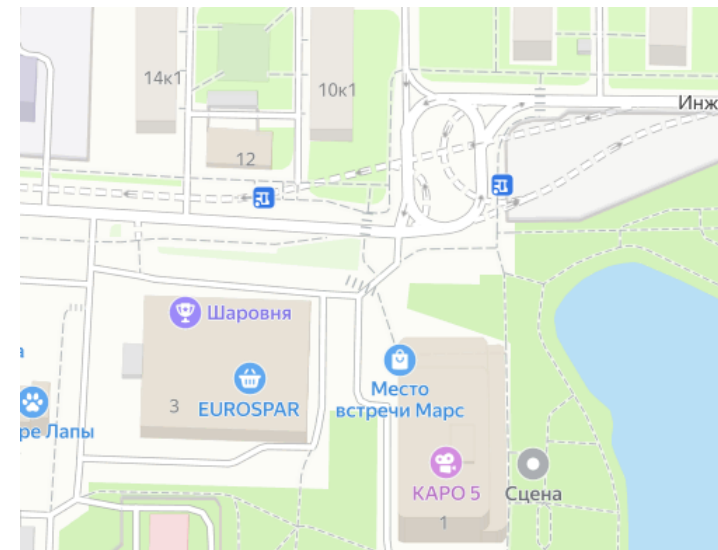 14к1
10к1
Инж
12
Шаровня
3
EUROSPAR
Место
встречи Марс
ре Лапы
КАРО 5
Сцена
1